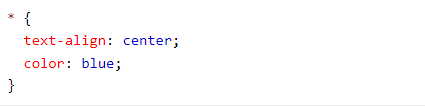 * {
  text-align: center;
  color: blue;
}